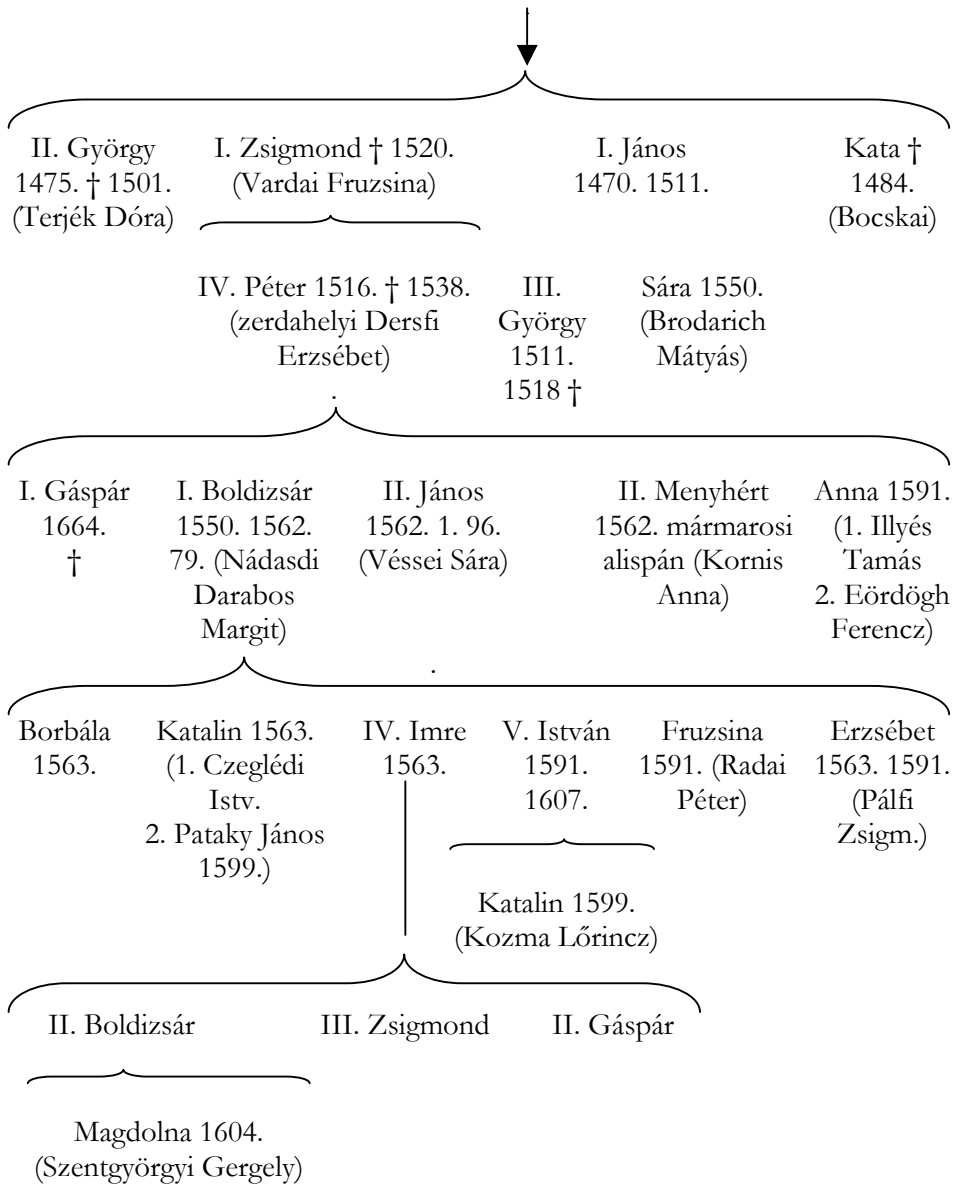 II. György
1475. † 1501.
(Terjék Dóra)
I. Zsigmond † 1520.
(Vardai Fruzsina)
I. János
1470. 1511.
Kata †
1484.
(Bocskai)
IV. Péter 1516. † 1538.
(zerdahelyi Dersfi
Erzsébet)
.
III.
György
1511.
1518 †
Sára 1550.
(Brodarich
Mátyás)
I. Gáspár
1664.
†
I. Boldizsár
1550. 1562.
79. (Nádasdi
Darabos
Margit)
II. János
1562. 1. 96.
(Véssei Sára)
.
II. Menyhért
1562. mármarosi
alispán (Kornis
Anna)
Anna 1591.
(1. Illyés
Tamás
2. Eördögh
Ferencz)
Borbála
1563.
Katalin 1563.
(1. Czeglédi
Istv.
2. Pataky János
1599.)
IV. Imre
1563.
V. István
1591.
1607.
Fruzsina
1591. (Radai
Péter)
Erzsébet
1563. 1591.
(Pálfi
Zsigm.)
Katalin 1599.
(Kozma Lőrincz)
II. Boldizsár
III. Zsigmond
II. Gáspár
Magdolna 1604.
(Szentgyörgyi Gergely)